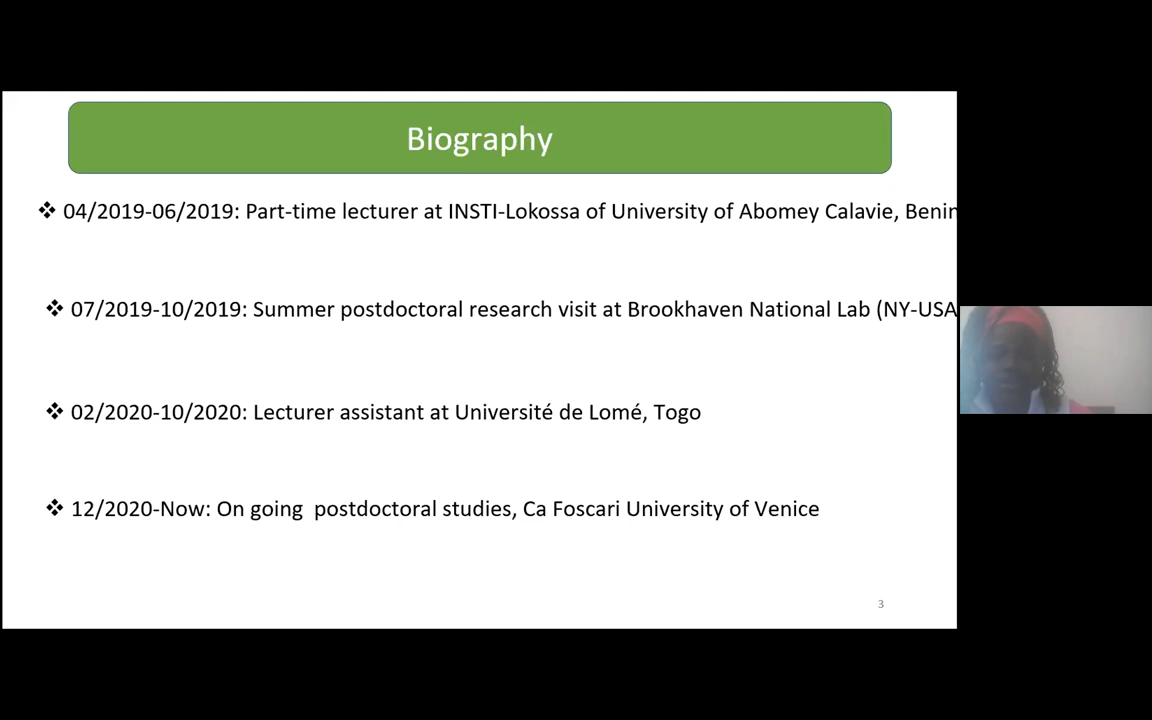 Biography
❖ 04/2019-06/2019: Part-time lecturer at INSTI-Lokossa of University of Abomey Calavie, Benin
❖ 07/2019-10/2019: Summer postdoctoral research visit at Brookhaven National Lab (NY-USA
❖ 02/2020-10/2020: Lecturer assistant at Université de Lomé, Togo
❖ 12/2020-Now: On going  postdoctoral studies, Ca Foscari University of Venice
3